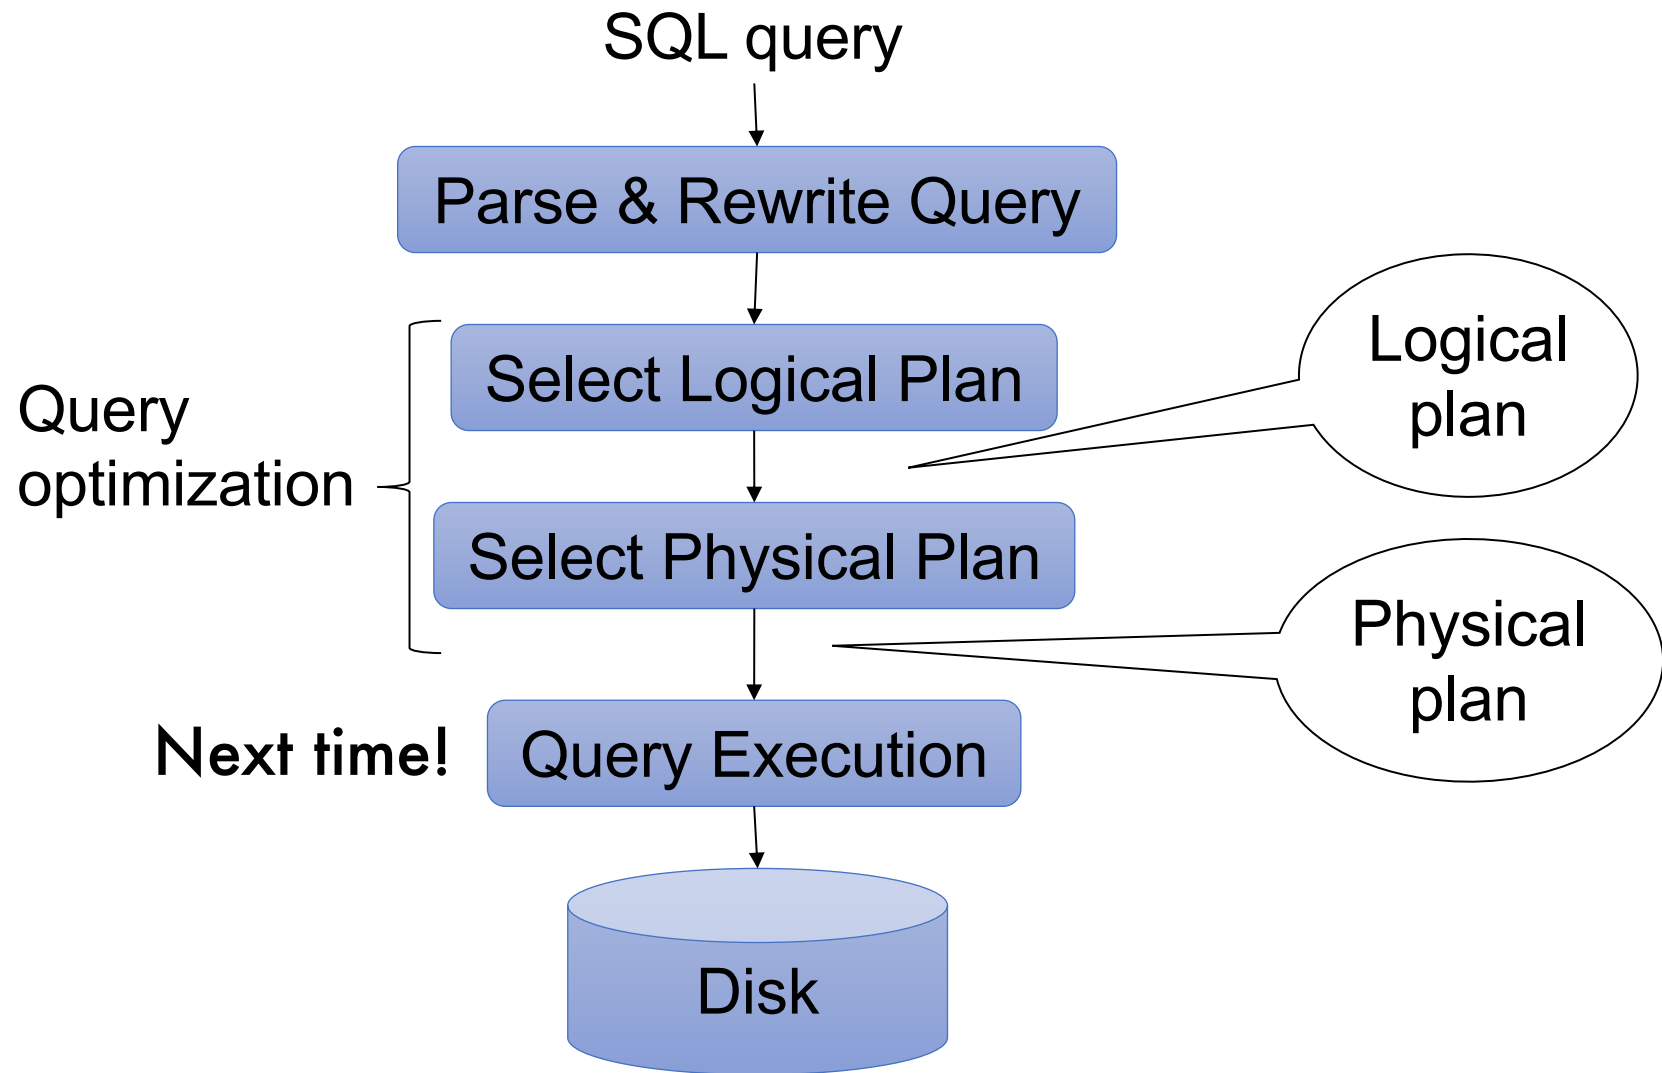 SQL query
Parse & Rewrite Query
Select Logical Plan
Logical
plan
Query
optimization
Select Physical Plan
Physical
plan
Next time!
Query Execution
Disk